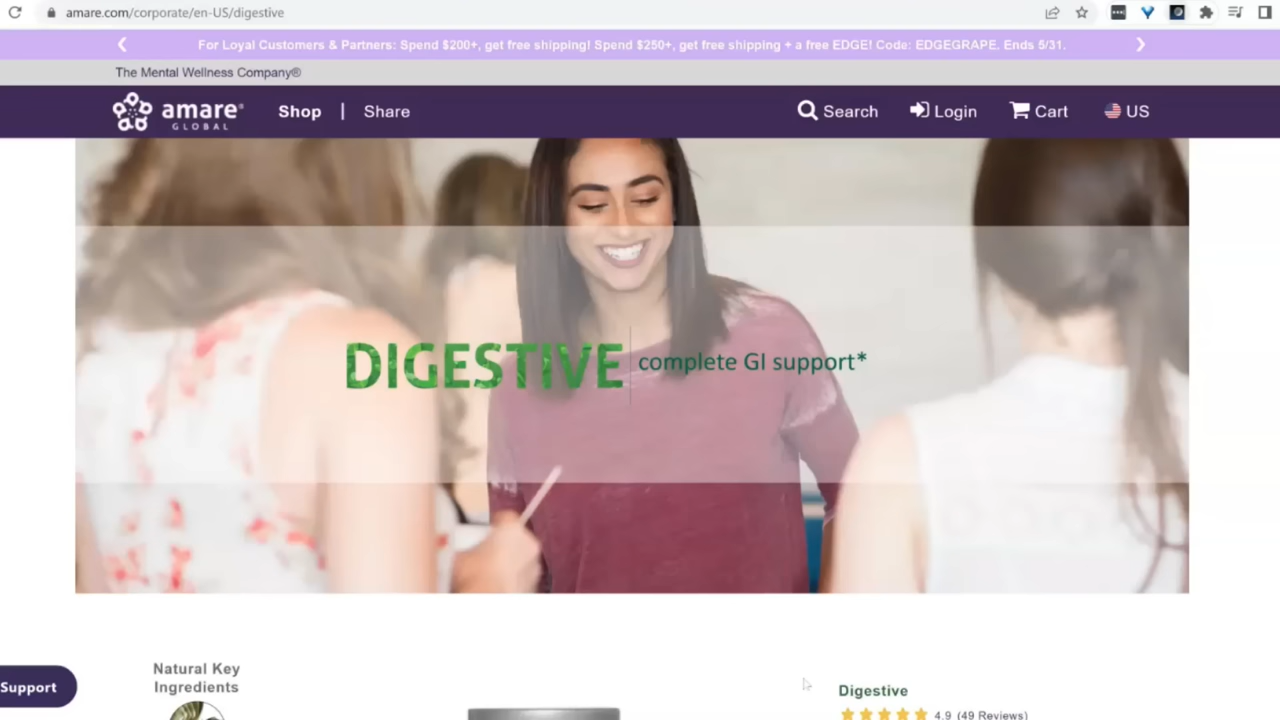 amare.com/corporate/en-US/digestive
For Loyal Customers & Partners: Spend $200+, get free shipping! Spend $250+, get free shipping + a free EDGE! Code: EDGEGRAPE. Ends 5/31.
The Mental Wellness Company®
amare®
GLOBAL
Shop | Share
Search
Login
Cart
US
DIGESTIVE
complete GI support*
Natural Key
Ingredients
Support
Digestive
4.9 (49 Reviews)